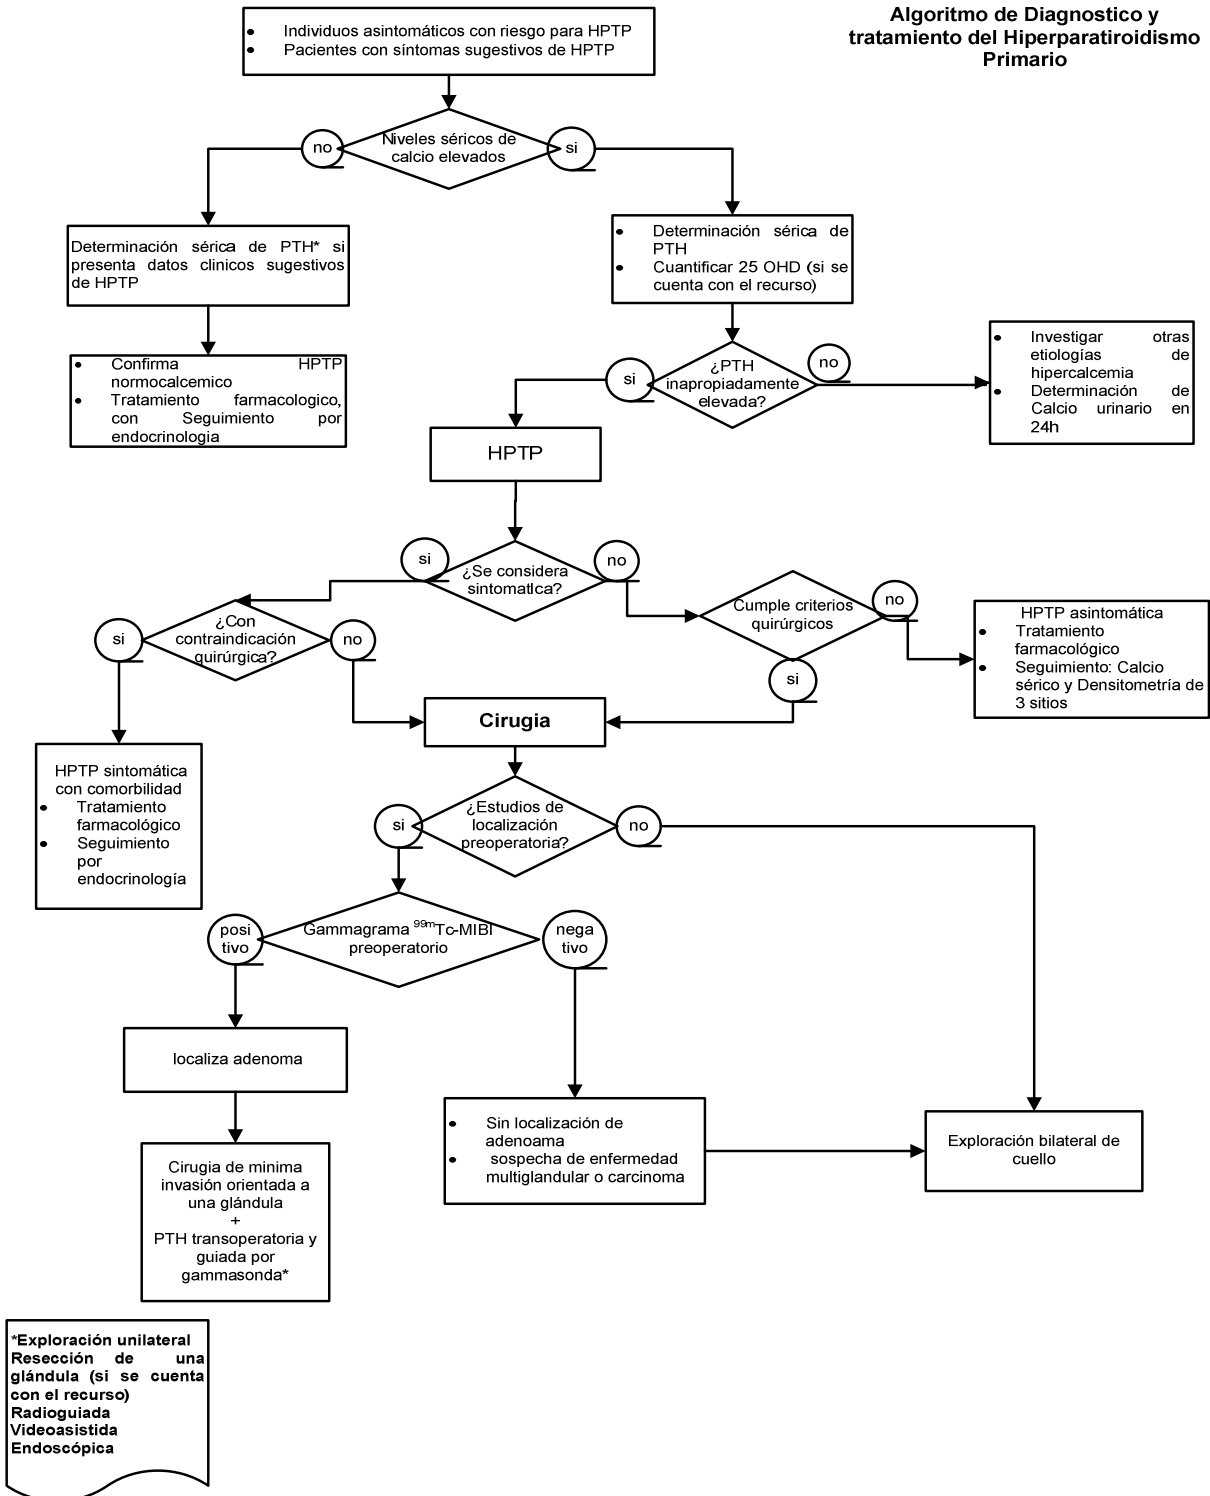 Algoritmo de Diagnostico y
tratamiento del Hiperparatiroidismo
Primario
• Individuos asintomáticos con riesgo para HPTP
• Pacientes con síntomas sugestivos de HPTP
Niveles séricos de
calcio elevados
no
si
Determinación sérica de PTH* si
presenta datos clinicos sugestivos
de HPTP
• Determinación sérica de
PTH
• Cuantificar 25 OHD (si se
cuenta con el recurso)
• Confirma HPTP
normocalcemico
• Tratamiento farmacologico,
con Seguimiento por
endocrinologia
¿PTH
inapropiadamente
elevada?
si
no
• Investigar otras
etiologías de
hipercalcemia
• Determinación de
Calcio urinario en
24h
HPTP
¿Se considera
sintomatIca?
si
no
¿Con
contraindicación
quirúrgica?
si
no
Cumple criterios
quirúrgicos
no
si
HPTP asintomática
• Tratamiento
farmacológico
• Seguimiento: Calcio
sérico y Densitometría de
3 sitios
Cirugia
HPTP sintomática
con comorbilidad
• Tratamiento
farmacológico
• Seguimiento
por
endocrinología
¿Estudios de
localización
preoperatoria?
si
no
Gammagrama 99mTc-MIBI
preoperatorio
posi
tivo
nega
tivo
localiza adenoma
• Sin localización de
adenoama
• sospecha de enfermedad
multiglandular o carcinoma
Exploración bilateral de
cuello
Cirugia de minima
invasión orientada a
una glándula
+
PTH transoperatoria y
guiada por
gammasonda*
*Exploración unilateral
Resección de una
glándula (si se cuenta
con el recurso)
Radioguiada
Videoasistida
Endoscópica